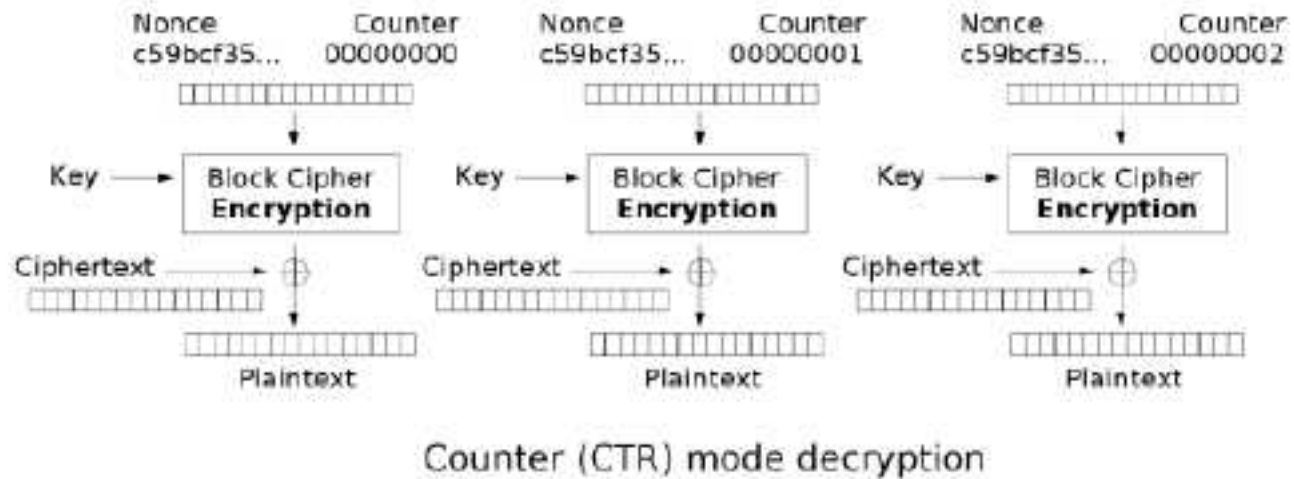 Nonce Counter Nonce Counter Nonce Counter
c59bcf35... 00000000 c59bcf35... 00000001 c59bcf35... 00000002
Key Block Cipher Key Block Cipher Key Block Cipher
Encryption Encryption Encryption
Ciphertext Ciphertext Ciphertext
Plaintext Plaintext Plaintext
Counter (CTR) mode decryption